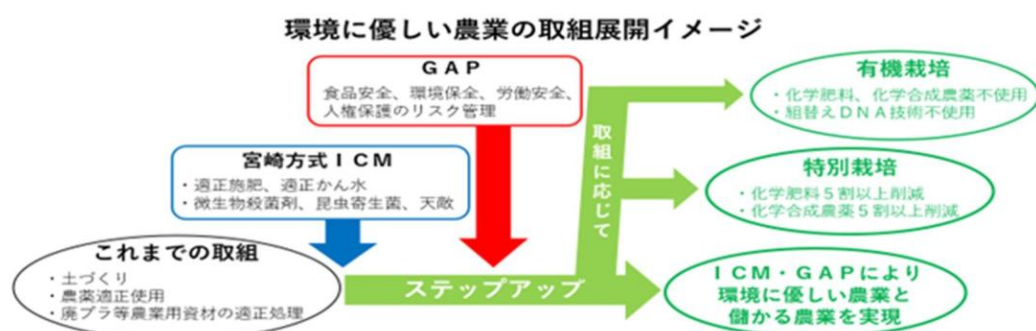 環境に優しい農業の取組展開イメージ
GAP
食品安全、環境保全、労働安全、
人権保護のリスク管理
宮崎方式ICM
・適正施肥、適正かん水
・微生物殺菌剤、昆虫寄生菌、天敵
これまでの取組
・土づくり
・農薬適正使用
・廃プラ等農業用資材の適正処理
ステップアップ
取組に応じて
有機栽培
・化学肥料、化学合成農薬不使用
・組替えDNA技術不使用
特別栽培
・化学肥料5割以上削減
・化学合成農薬5割以上削減
ICM・GAPにより
環境に優しい農業と
儲かる農業を実現